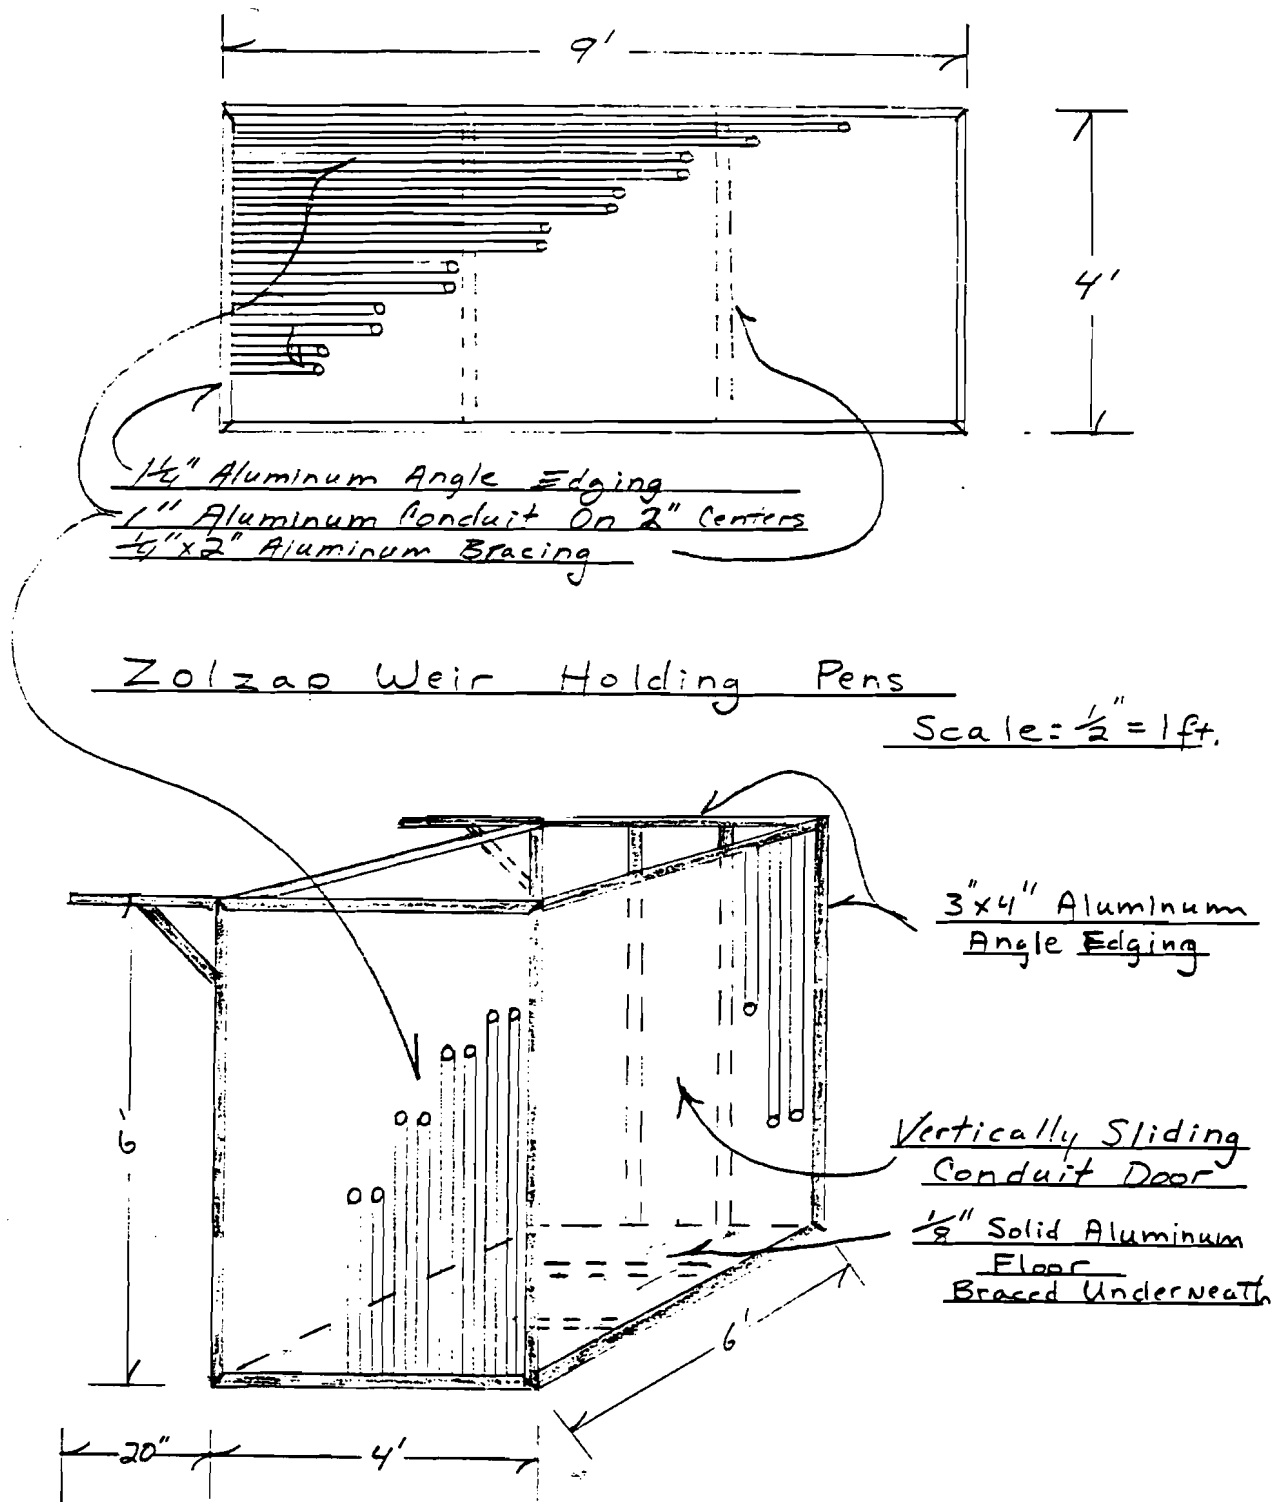 9'
4'
1¼" Aluminum Angle Edging
1" Aluminum Conduit On 2" Centers
¼"x2" Aluminum Bracing
Zolzap Weir Holding Pens
Scale: ½" = 1ft.
3"x4" Aluminum
Angle Edging
6'
Vertically Sliding
Conduit Door
⅛" Solid Aluminum
Floor
Braced Underneath
6'
20"
4'